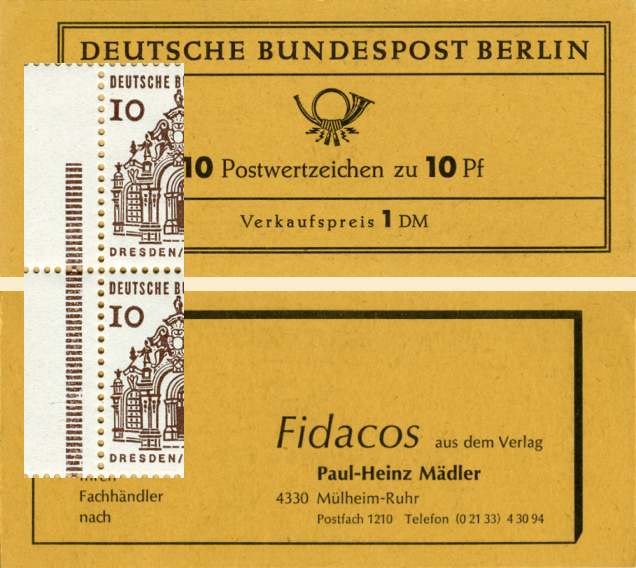 DEUTSCHE BUNDESPOST BERLIN
10 Postwertzeichen zu 10 Pf
Verkaufspreis 1 DM
DEUTSCHE
10
DRESDEN/
DEUTSCHE
10
DRESDEN/
Fidacos aus dem Verlag
Paul-Heinz Mädler
Fachhändler 4330 Mülheim-Ruhr
nach Postfach 1210 Telefon (0 21 33) 4 30 94